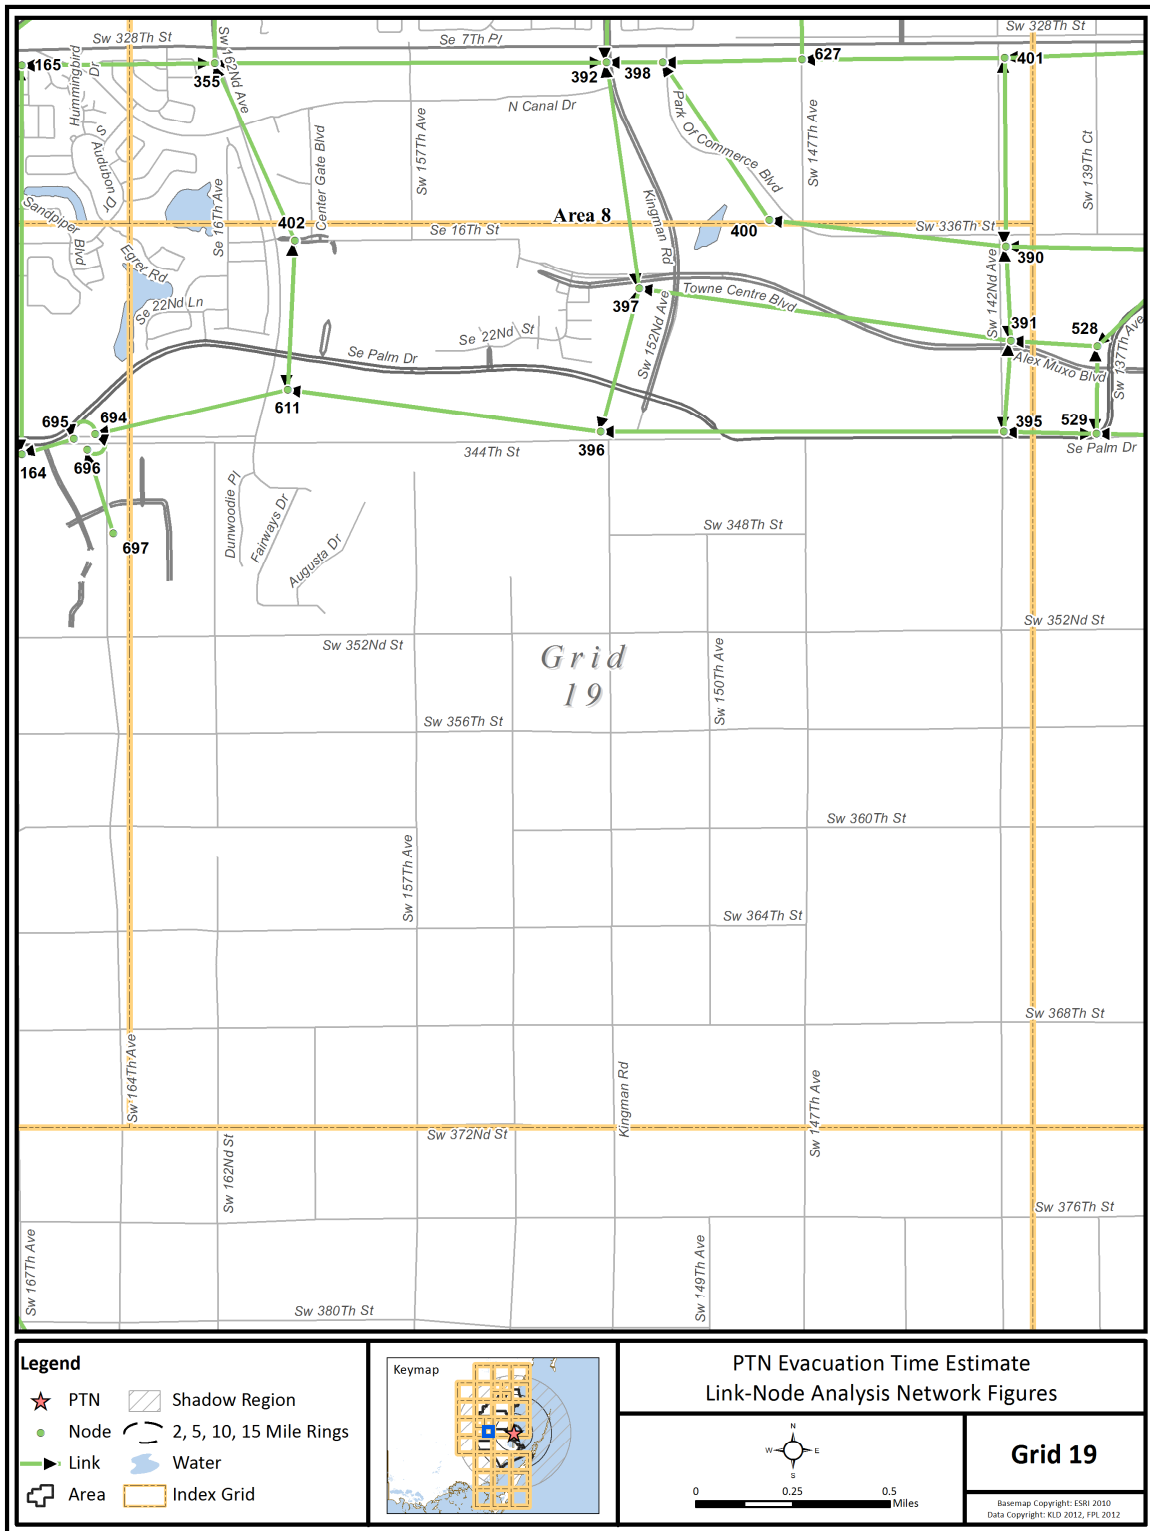 Sw 328Th St
Se 7Th Pl
Sw 328Th St
165
Hummingbird
Dr
355
Sw 162Nd Ave
392
398
627
401
N Canal Dr
S Audubon Dr
Center Gate Blvd
Sw 157Th Ave
Park Of Commerce Blvd
Sw 147Th Ave
Sw 139Th Ct
Sandpiper Blvd
Se 16Th Ave
402
Area 8
Kingman Rd
400
Se 16Th St
Sw 336Th St
390
Egret Rd
Se 22Nd Ln
397
Towne Centre Blvd
Sw 142Nd Ave
391
528
Sw 137Th Ave
Se 22Nd St
Sw 152Nd Ave
Se Palm Dr
Alex Muxo Blvd
611
695
694
396
395
529
Se Palm Dr
164
696
344Th St
697
Dunwoodie Pl
Fairways Dr
Augusta Dr
Sw 348Th St
Sw 352Nd St
Sw 352Nd St
Grid
19
Sw 150Th Ave
Sw 356Th St
Sw 360Th St
Sw 157Th Ave
Sw 364Th St
Sw 368Th St
Sw 164Th Ave
Kingman Rd
Sw 147Th Ave
Sw 372Nd St
Sw 162Nd St
Sw 376Th St
Sw 167Th Ave
Sw 149Th Ave
Sw 380Th St
Legend
PTN
Shadow Region
Node
2, 5, 10, 15 Mile Rings
Link
Water
Area
Index Grid
Keymap
PTN Evacuation Time Estimate
Link-Node Analysis Network Figures
N
W E
S
0 0.25 0.5
Miles
Grid 19
Basemap Copyright: ESRI 2010
Data Copyright: KLD 2012, FPL 2012